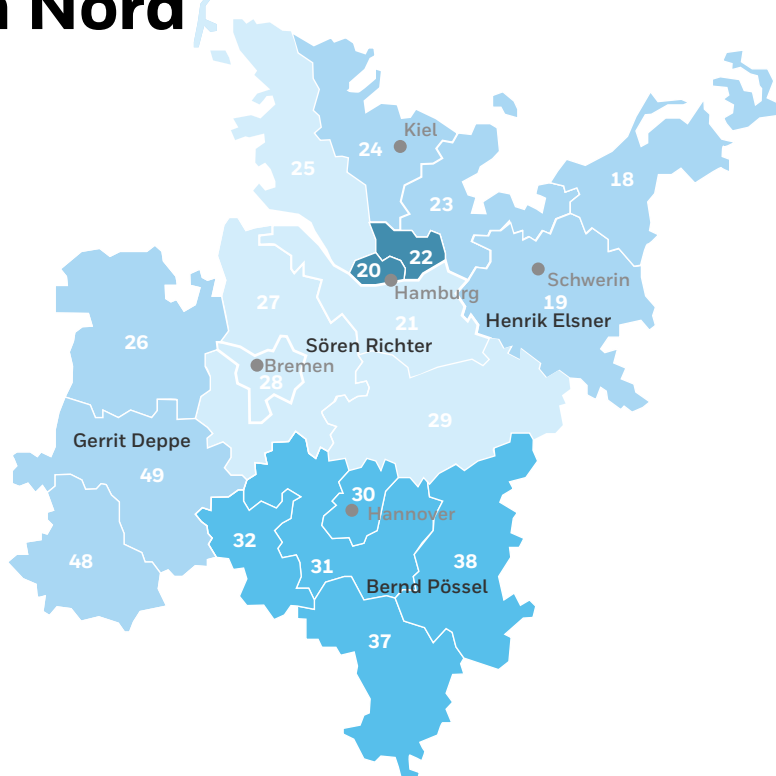 n Nord
Kiel
24
25
18
23
22
20
Schwerin
Hamburg
27
19
21
Henrik Elsner
26
Sören Richter
Bremen
28
29
Gerrit Deppe
49
30
Hannover
32
48
31
38
Bernd Pössel
37